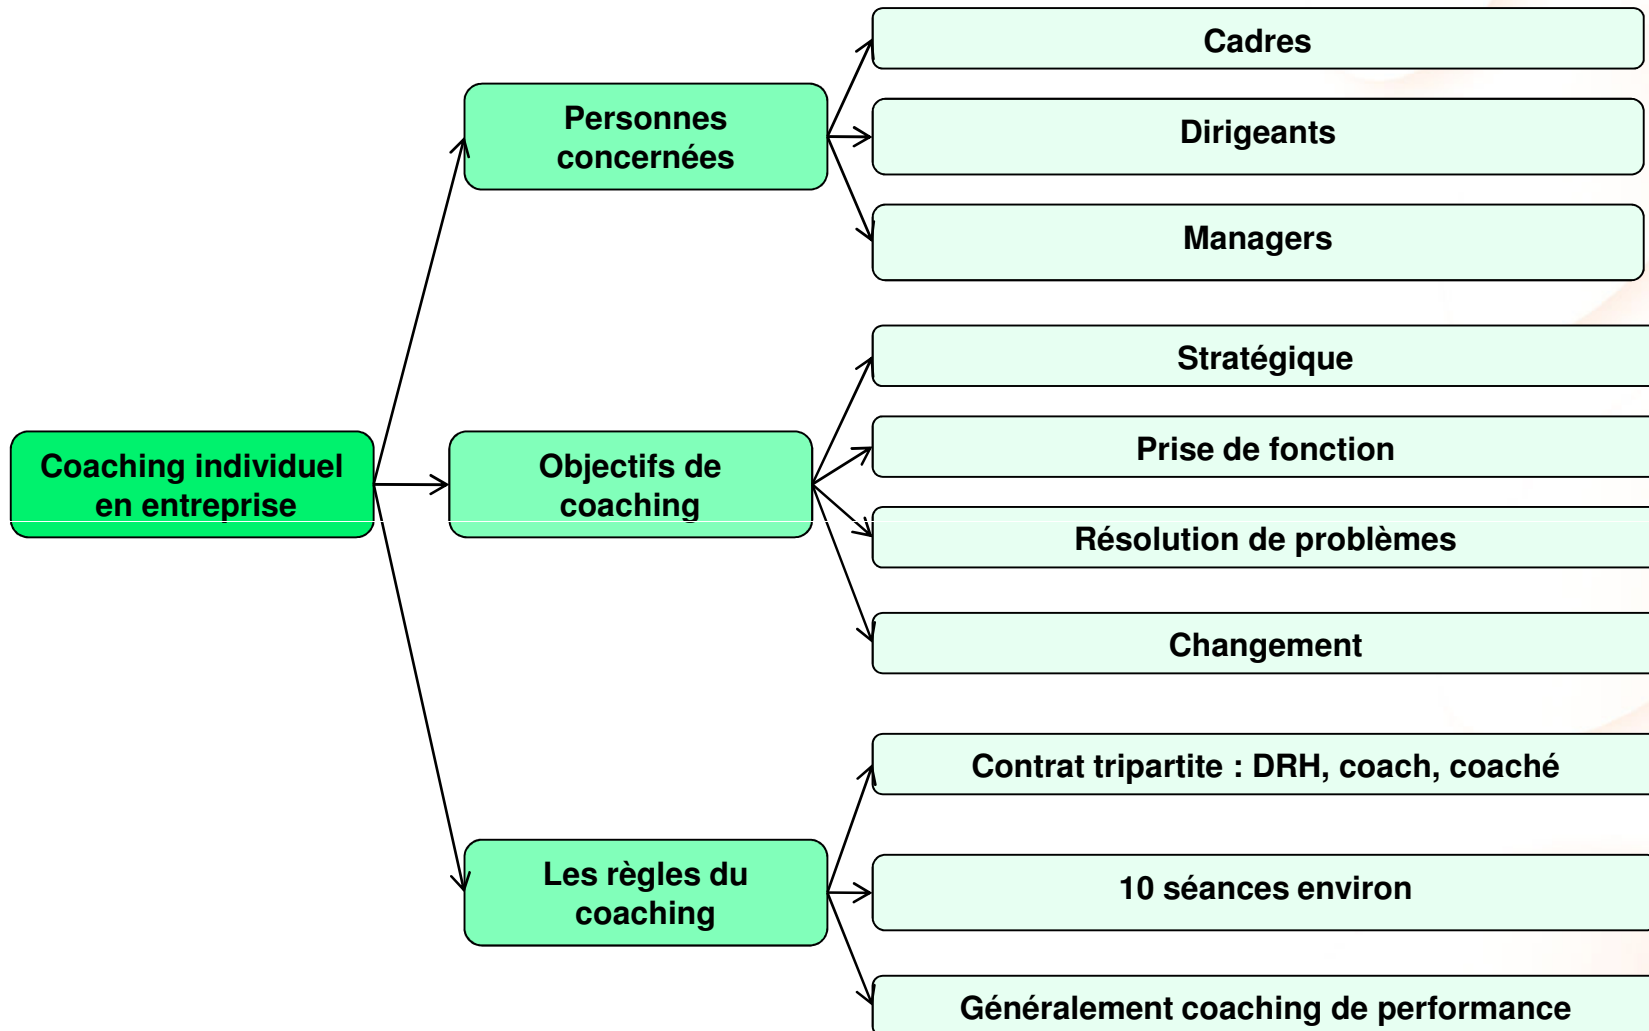 Coaching individuel
en entreprise
Personnes
concernées
Cadres
Dirigeants
Managers
Objectifs de
coaching
Stratégique
Prise de fonction
Résolution de problèmes
Changement
Les règles du
coaching
Contrat tripartite : DRH, coach, coaché
10 séances environ
Généralement coaching de performance